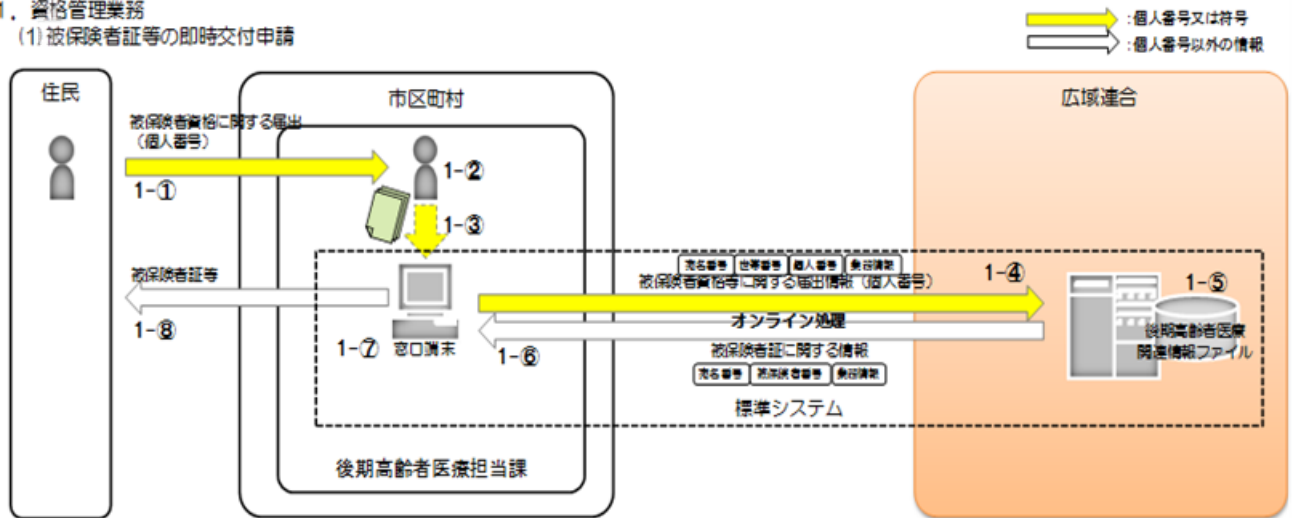 1．資格管理業務
(1) 被保険者証等の即時交付申請
：個人番号又は符号
：個人番号以外の情報
住民
市区町村
広域連合
被保険者資格に関する届出
（個人番号）
1-①
1-②
1-③
宛名番号 世帯番号 個人番号 業務情報
被保険者資格等に関する届出情報（個人番号）
1-④
1-⑤
被保険者証等
オンライン処理
後期高齢者医療
関連情報ファイル
1-⑧
1-⑦ 窓口端末
1-⑥
被保険者証に関する情報
宛名番号 被保険者番号 業務情報
標準システム
後期高齢者医療担当課